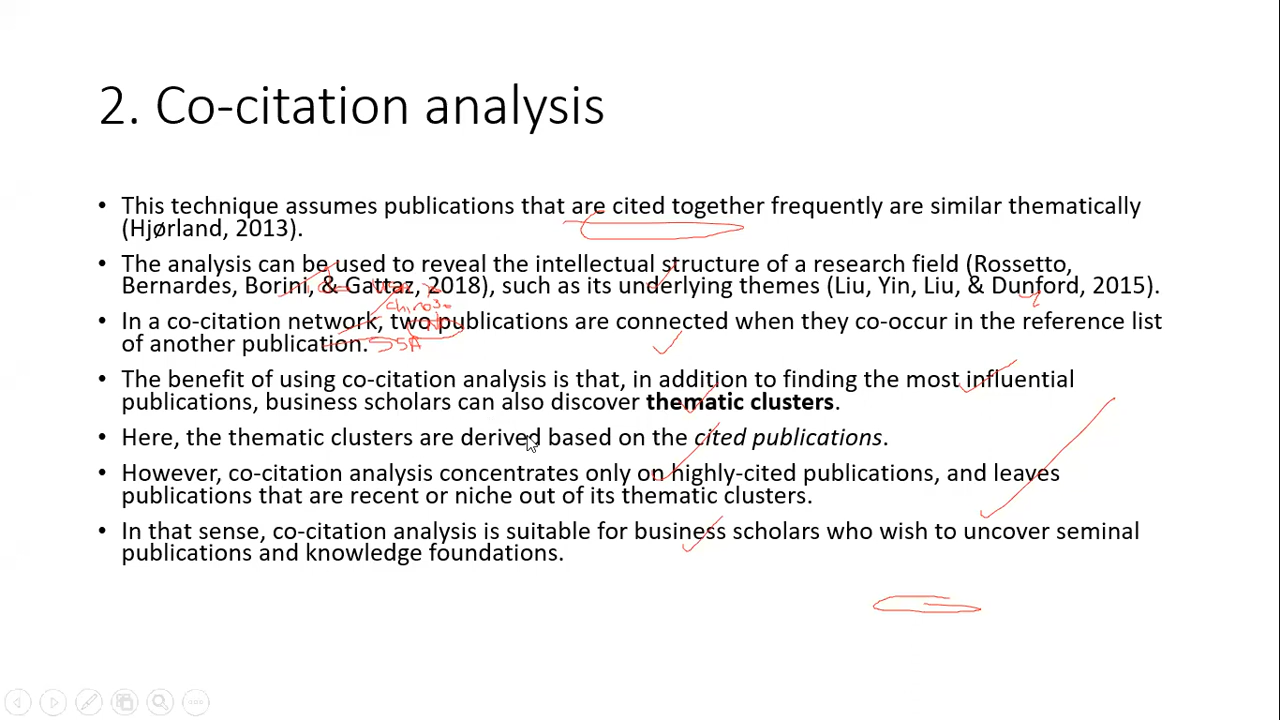 2. Co-citation analysis
• This technique assumes publications that are cited together frequently are similar thematically
(Hjørland, 2013).
• The analysis can be used to reveal the intellectual structure of a research field (Rossetto,
Bernardes, Borini, & Gattaz, 2018), such as its underlying themes (Liu, Yin, Liu, & Dunford, 2015).
• In a co-citation network, two publications are connected when they co-occur in the reference list
of another publication.
SSA
• The benefit of using co-citation analysis is that, in addition to finding the most influential
publications, business scholars can also discover thematic clusters.
• Here, the thematic clusters are derived based on the cited publications.
• However, co-citation analysis concentrates only on highly-cited publications, and leaves
publications that are recent or niche out of its thematic clusters.
• In that sense, co-citation analysis is suitable for business scholars who wish to uncover seminal
publications and knowledge foundations.